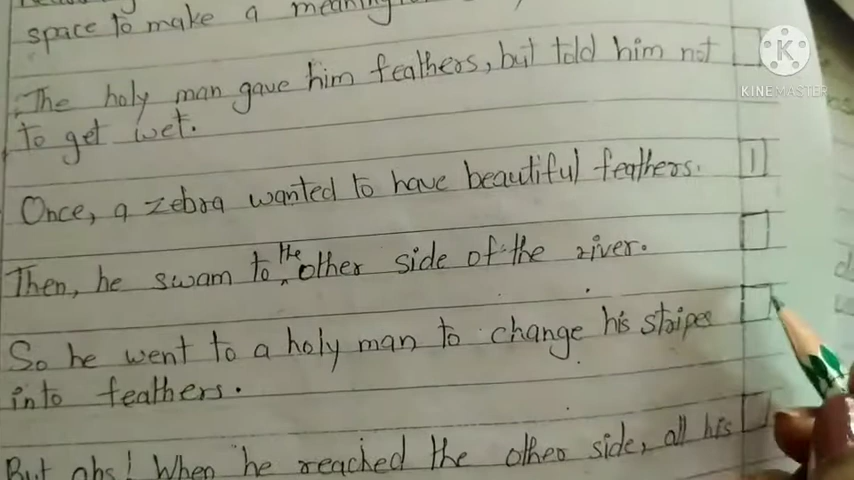 space to make a
The holy man gave him feathers, but told him not
to get wet.
Once, a zebra wanted to have beautiful feathers.
1
Then, he swam to the other side of the river.
So he went to a holy man to change his stripes
into feathers.
But ohs! When he reached the other side, all his
K
KINEMASTER